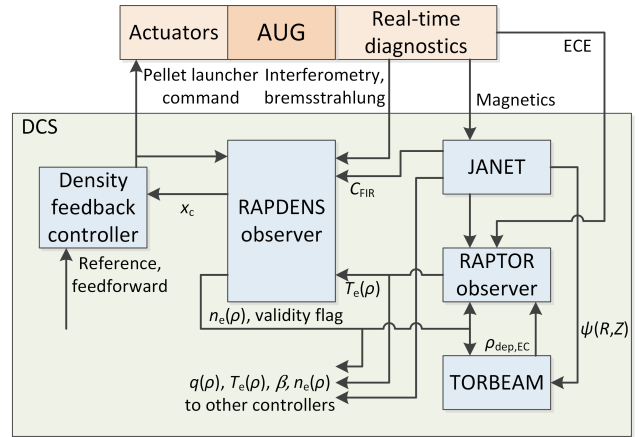 Actuators
AUG
Real-time
diagnostics
ECE
Pellet launcher
command
Interferometry,
bremsstrahlung
Magnetics
DCS
JANET
Density
feedback
controller
RAPDENS
observer
C_FIR
x_c
Reference,
feedforward
RAPTOR
observer
T_e(ρ)
n_e(ρ), validity flag
ψ(R,Z)
ρ_dep,EC
TORBEAM
q(ρ), T_e(ρ), β, n_e(ρ)
to other controllers